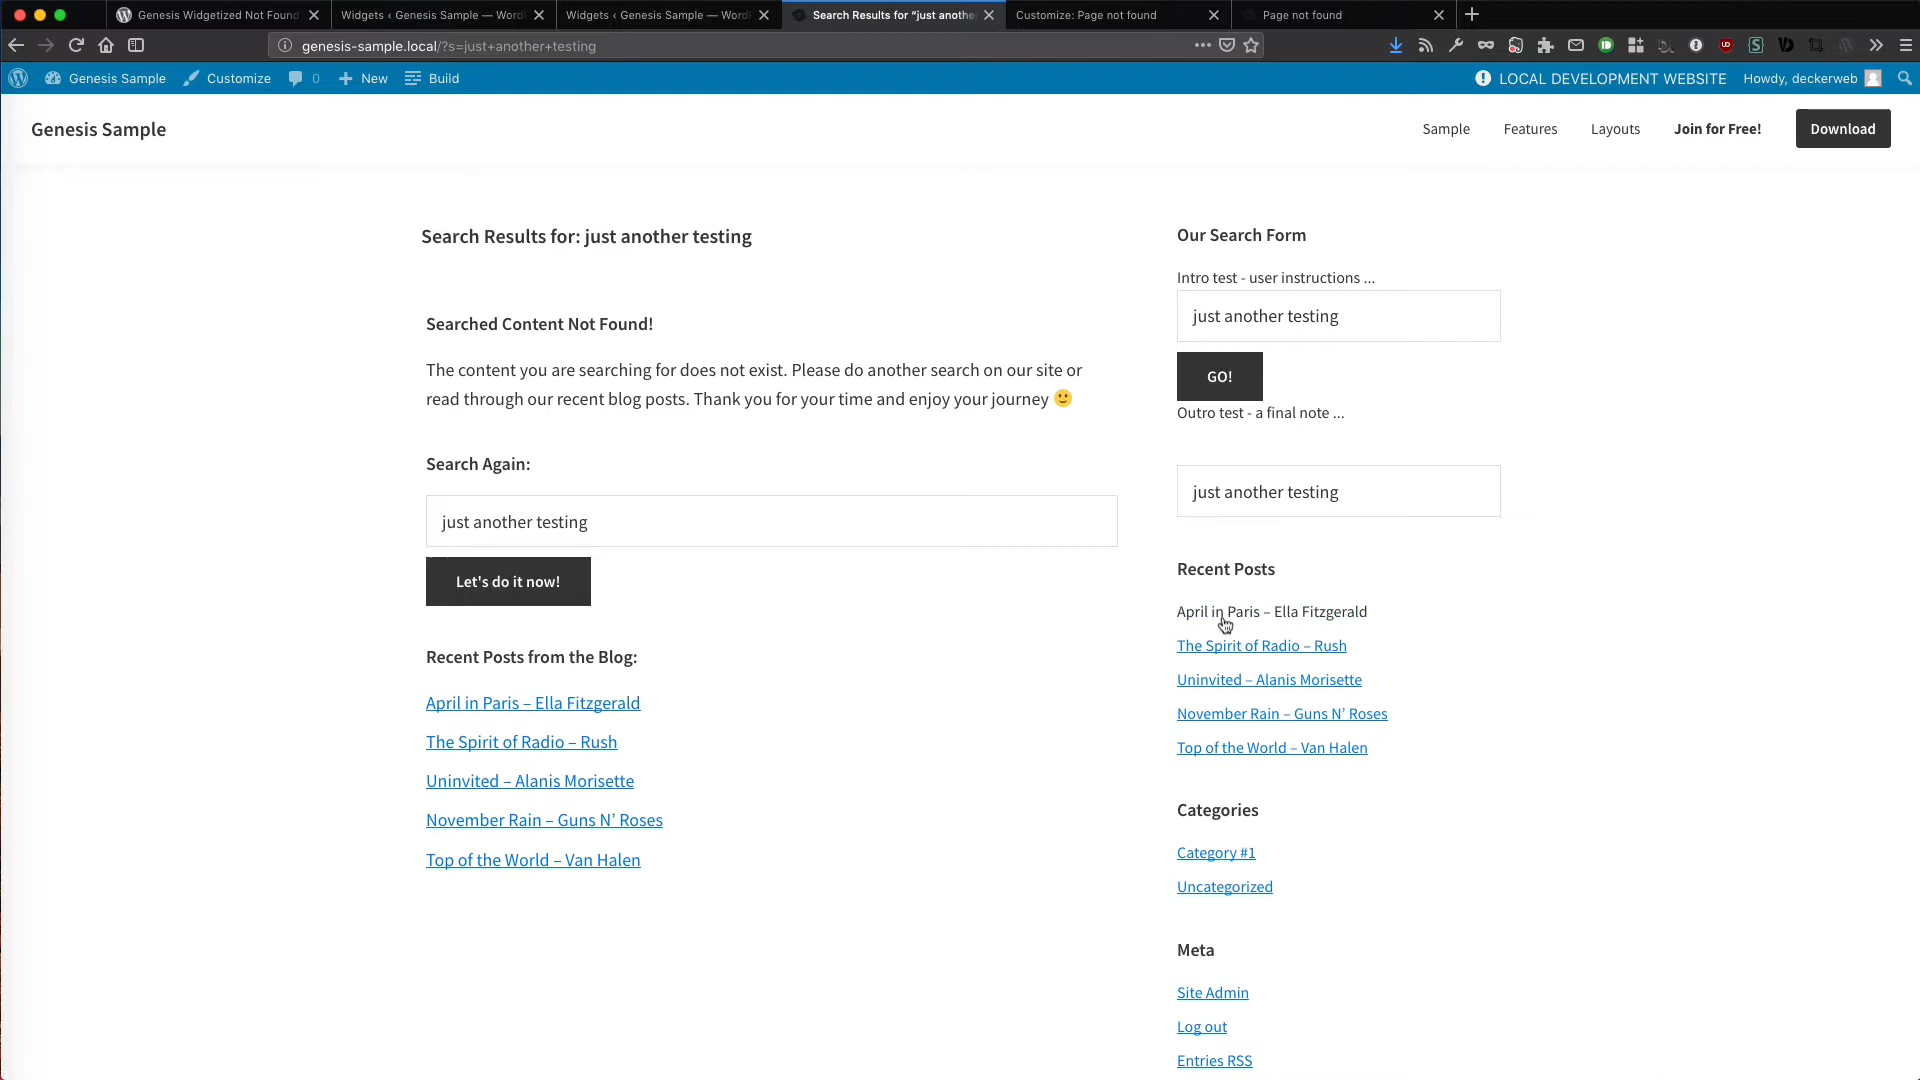 Genesis Widgetized Not Found
Widgets ‹ Genesis Sample — Word
Widgets ‹ Genesis Sample — Word
Search Results for “just anothe
Customize: Page not found
Page not found
genesis-sample.local/?s=just+another+testing
Genesis Sample
Customize
0
New
Build
LOCAL DEVELOPMENT WEBSITE
Howdy, deckerweb
Genesis Sample
Sample
Features
Layouts
Join for Free!
Download
Search Results for: just another testing
Searched Content Not Found!
The content you are searching for does not exist. Please do another search on our site or
read through our recent blog posts. Thank you for your time and enjoy your journey 🙂
Search Again:
just another testing
Let's do it now!
Recent Posts from the Blog:
April in Paris – Ella Fitzgerald
The Spirit of Radio – Rush
Uninvited – Alanis Morisette
November Rain – Guns N’ Roses
Top of the World – Van Halen
Our Search Form
Intro test - user instructions ...
just another testing
GO!
Outro test - a final note ...
just another testing
Recent Posts
April in Paris – Ella Fitzgerald
The Spirit of Radio – Rush
Uninvited – Alanis Morisette
November Rain – Guns N’ Roses
Top of the World – Van Halen
Categories
Category #1
Uncategorized
Meta
Site Admin
Log out
Entries RSS